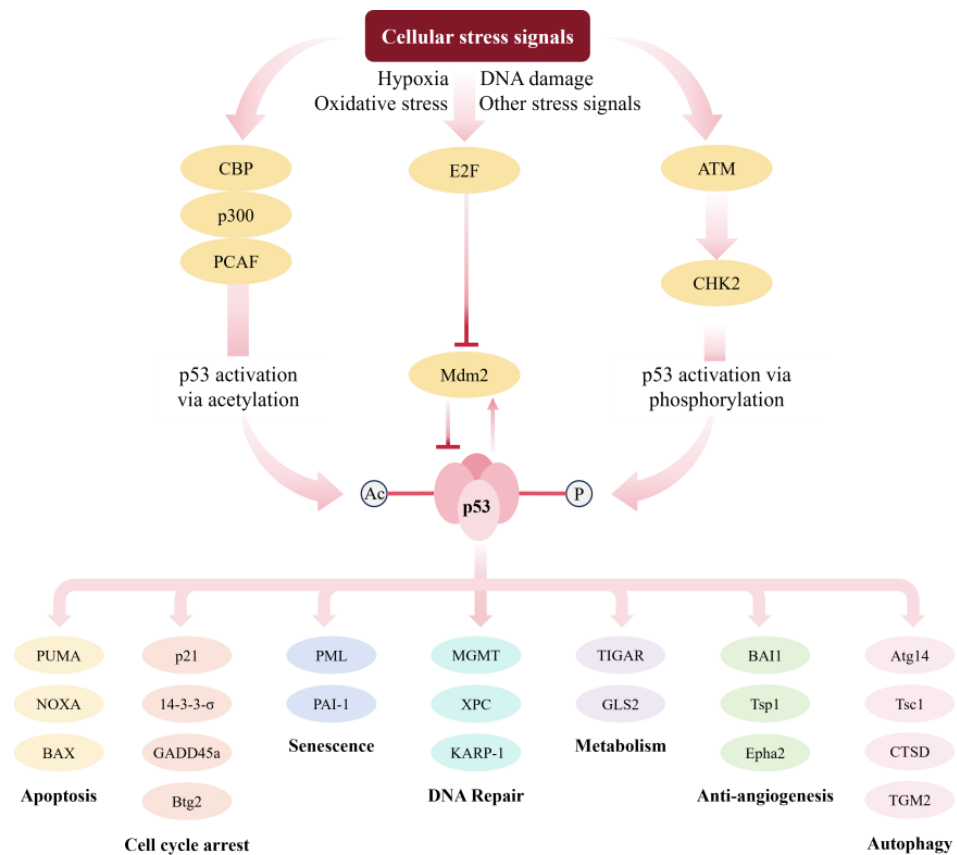 Cellular stress signals
Hypoxia
Oxidative stress
DNA damage
Other stress signals
CBP
p300
PCAF
E2F
ATM
CHK2
Mdm2
p53 activation
via acetylation
p53 activation via
phosphorylation
Ac
p53
P
PUMA
NOXA
BAX
Apoptosis
p21
14-3-3-σ
GADD45a
Btg2
Cell cycle arrest
PML
PAI-1
Senescence
MGMT
XPC
KARP-1
DNA Repair
TIGAR
GLS2
Metabolism
BAI1
Tsp1
Epha2
Anti-angiogenesis
Atg14
Tsc1
CTSD
TGM2
Autophagy